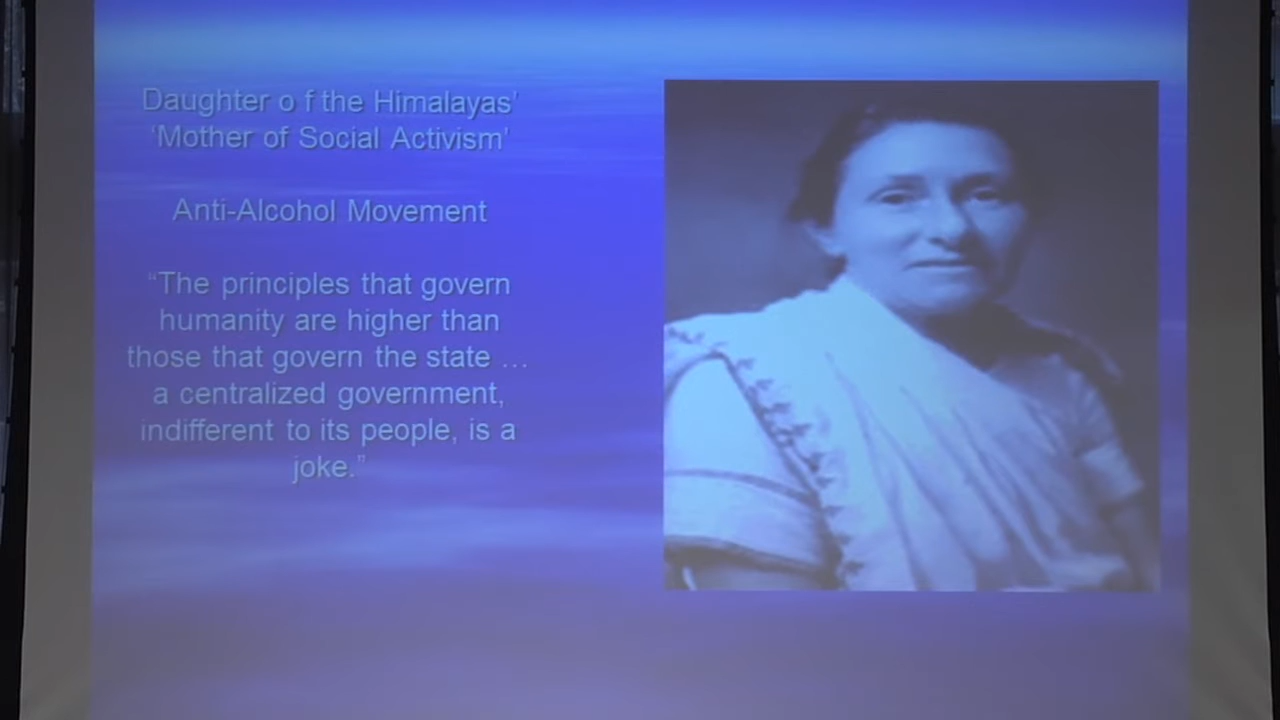 Daughter o f the Himalayas'
'Mother of Social Activism'
Anti-Alcohol Movement
“The principles that govern
humanity are higher than
those that govern the state …
a centralized government,
indifferent to its people, is a
joke.”